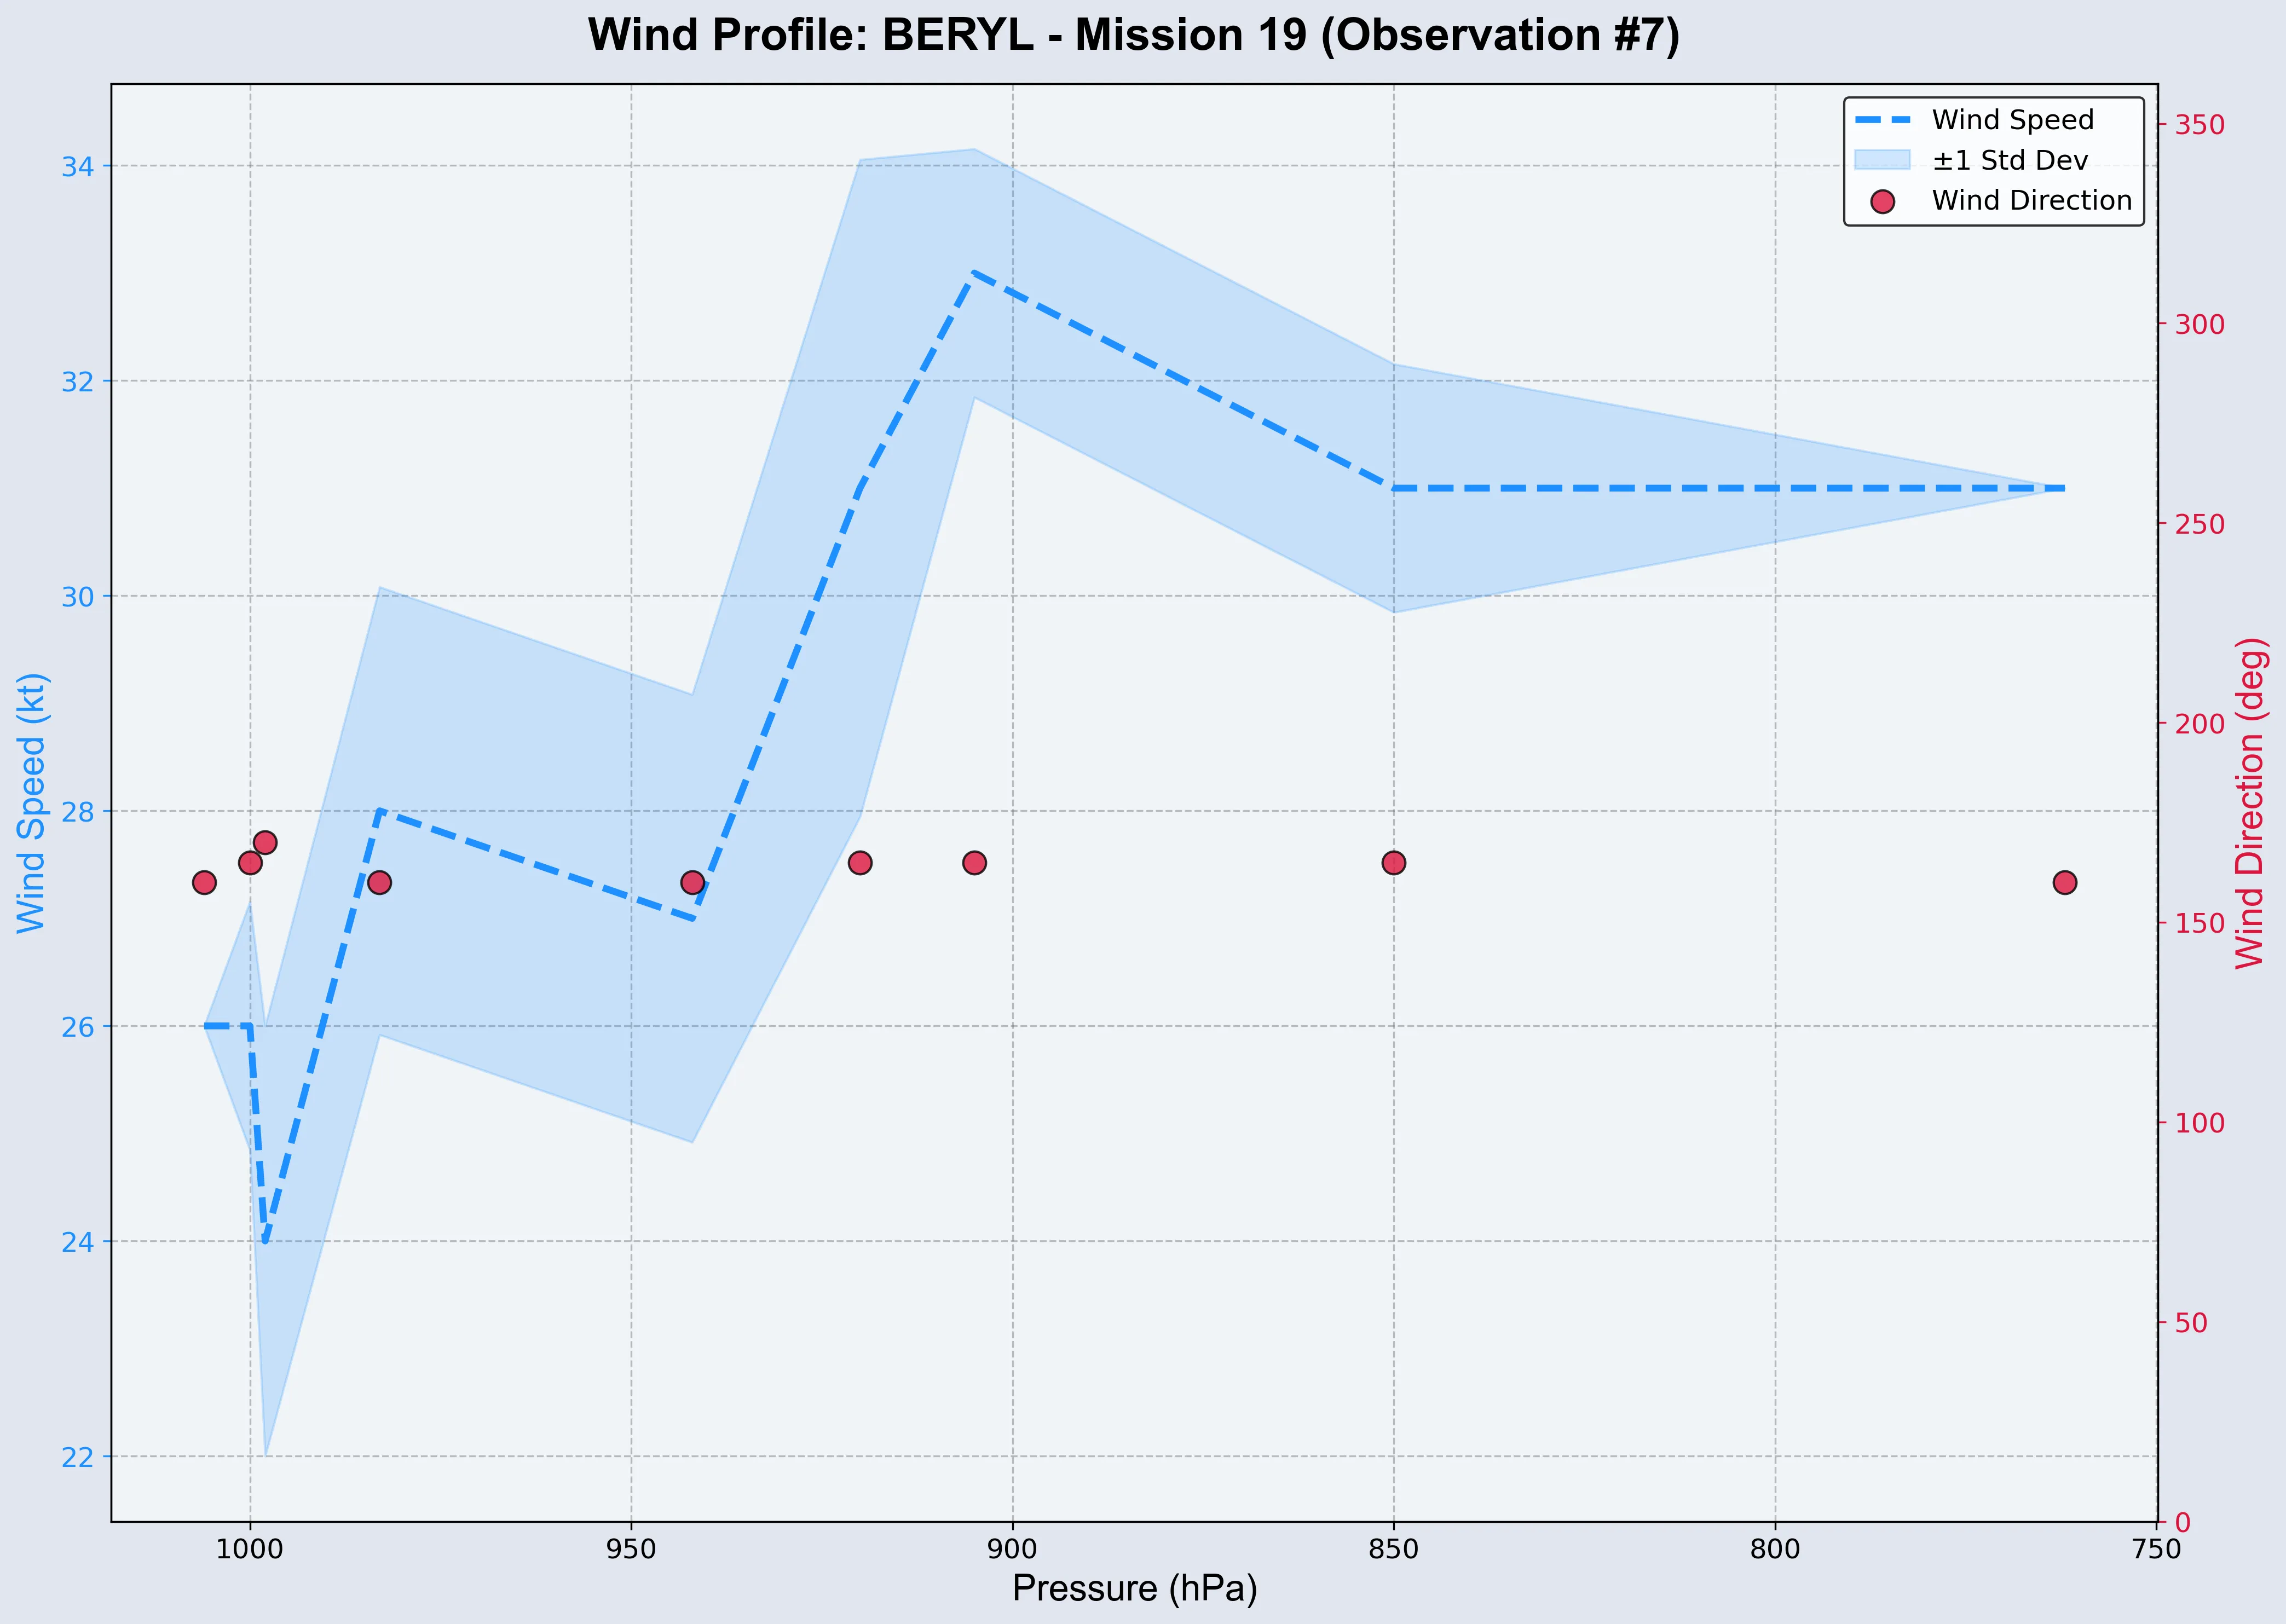 Wind Profile: BERYL - Mission 19 (Observation #7)
Wind Speed
±1 Std Dev
Wind Direction
34
32
30
28
26
24
22
Wind Speed (kt)
350
300
250
200
150
100
50
0
Wind Direction (deg)
1000 950 900 850 800 750
Pressure (hPa)